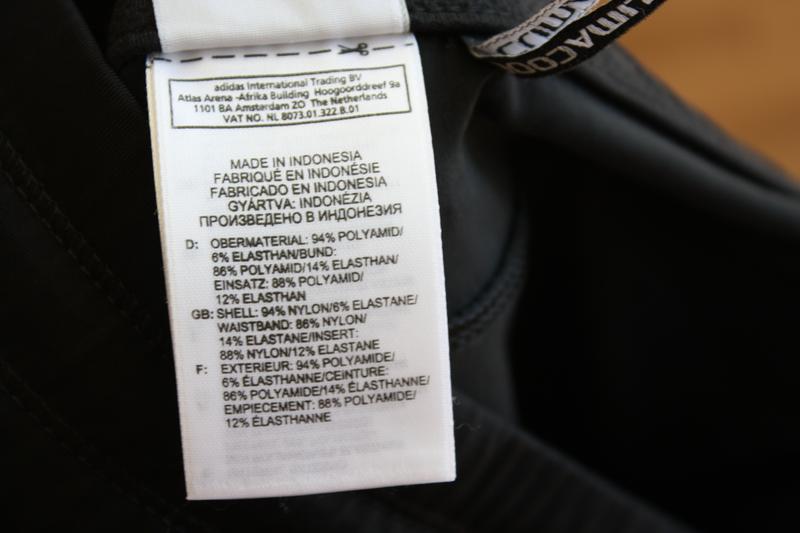 adidas International Trading BV
Atlas Arena -Afrika Building Hoogoorddreef 9a
1101 BA Amsterdam ZO The Netherlands
VAT NO. NL 8073.01.322.B.01
MADE IN INDONESIA
FABRIQUÉ EN INDONÉSIE
FABRICADO EN INDONESIA
GYÁRTVA: INDONÉZIA
ПРОИЗВЕДЕНО В ИНДОНЕЗИЯ
D: OBERMATERIAL: 94% POLYAMID/
6% ELASTHAN/BUND:
86% POLYAMID/14% ELASTHAN/
EINSATZ: 88% POLYAMID/
12% ELASTHAN
GB: SHELL: 94% NYLON/6% ELASTANE/
WAISTBAND: 86% NYLON/
14% ELASTANE/INSERT:
88% NYLON/12% ELASTANE
F: EXTERIEUR: 94% POLYAMIDE/
6% ÉLASTHANNE/CEINTURE:
86% POLYAMIDE/14% ÉLASTHANNE/
EMPIECEMENT: 88% POLYAMIDE/
12% ÉLASTHANNE